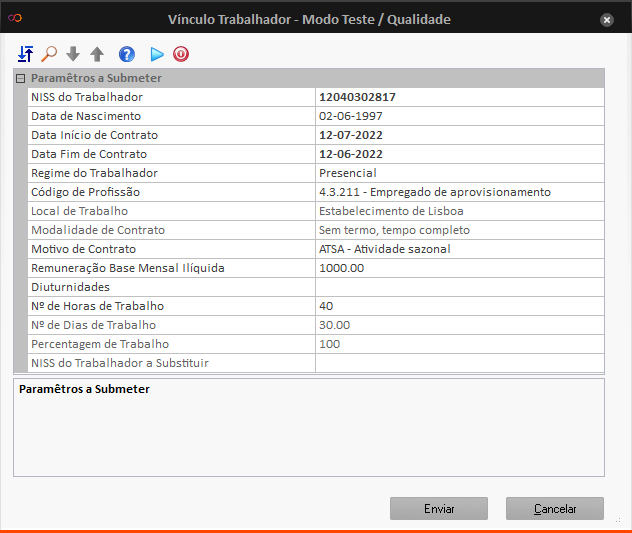 Vínculo Trabalhador - Modo Teste / Qualidade
Paramêtros a Submeter
NISS do Trabalhador 12040302817
Data de Nascimento 02-06-1997
Data Início de Contrato 12-07-2022
Data Fim de Contrato 12-06-2022
Regime do Trabalhador Presencial
Código de Profissão 4.3.211 - Empregado de aprovisionamento
Local de Trabalho Estabelecimento de Lisboa
Modalidade de Contrato Sem termo, tempo completo
Motivo de Contrato ATSA - Atividade sazonal
Remuneração Base Mensal Ilíquida 1000.00
Diuturnidades
Nº de Horas de Trabalho 40
Nº de Dias de Trabalho 30.00
Percentagem de Trabalho 100
NISS do Trabalhador a Substituir
Paramêtros a Submeter
Enviar Cancelar